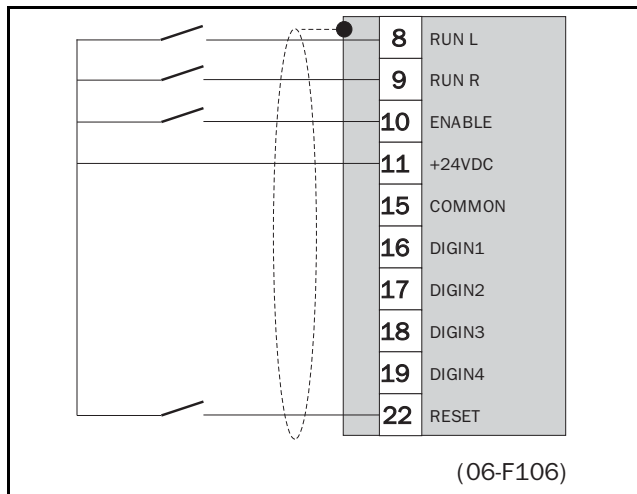 8 RUN L
9 RUN R
10 ENABLE
11 +24VDC
15 COMMON
16 DIGIN1
17 DIGIN2
18 DIGIN3
19 DIGIN4
22 RESET
(06-F106)